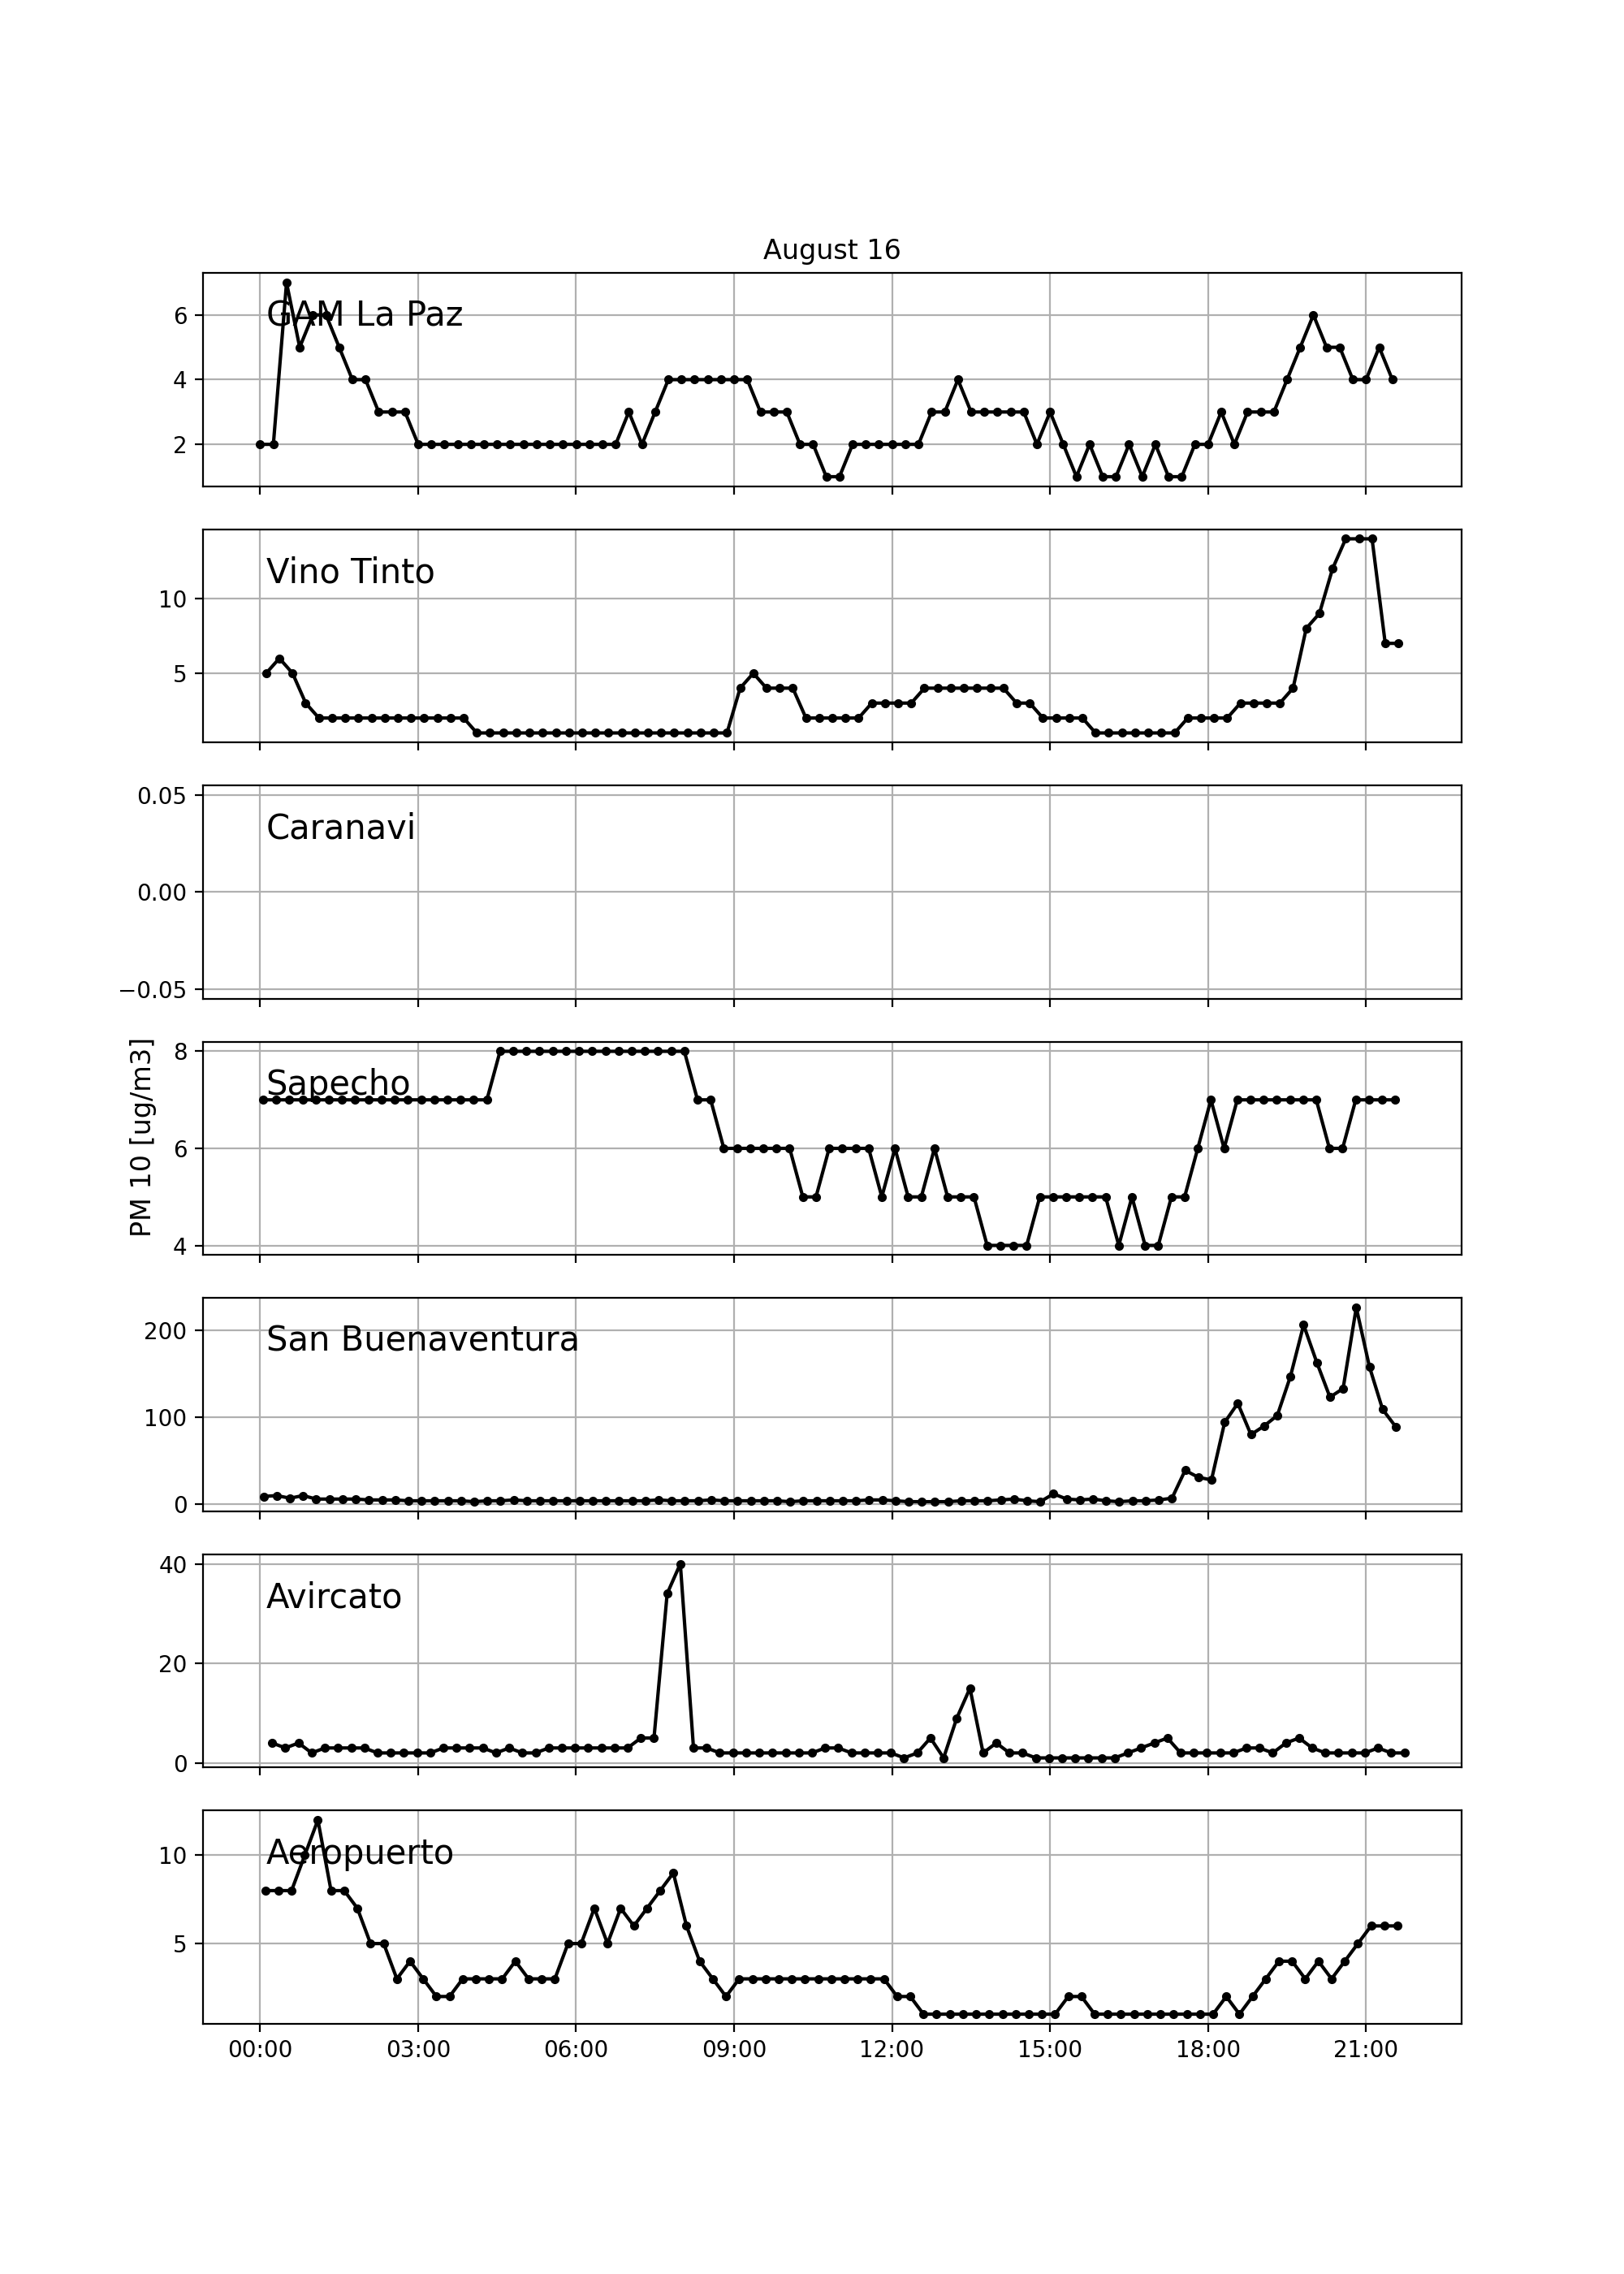 August 16
GAM La Paz
6
4
2
Vino Tinto
10
5
Caranavi
0.05
0.00
−0.05
Sapecho
8
6
4
PM 10 [ug/m3]
San Buenaventura
200
100
0
Avircato
40
20
0
Aeropuerto
10
5
00:00 03:00 06:00 09:00 12:00 15:00 18:00 21:00